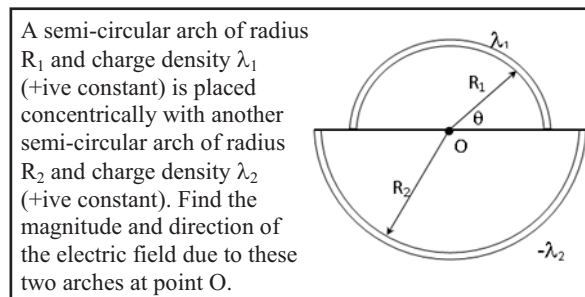 A semi-circular arch of radius
R₁ and charge density λ₁
(+ive constant) is placed
concentrically with another
semi-circular arch of radius
R₂ and charge density λ₂
(+ive constant). Find the
magnitude and direction of
the electric field due to these
two arches at point O.
λ₁
R₁
θ
O
R₂
-λ₂